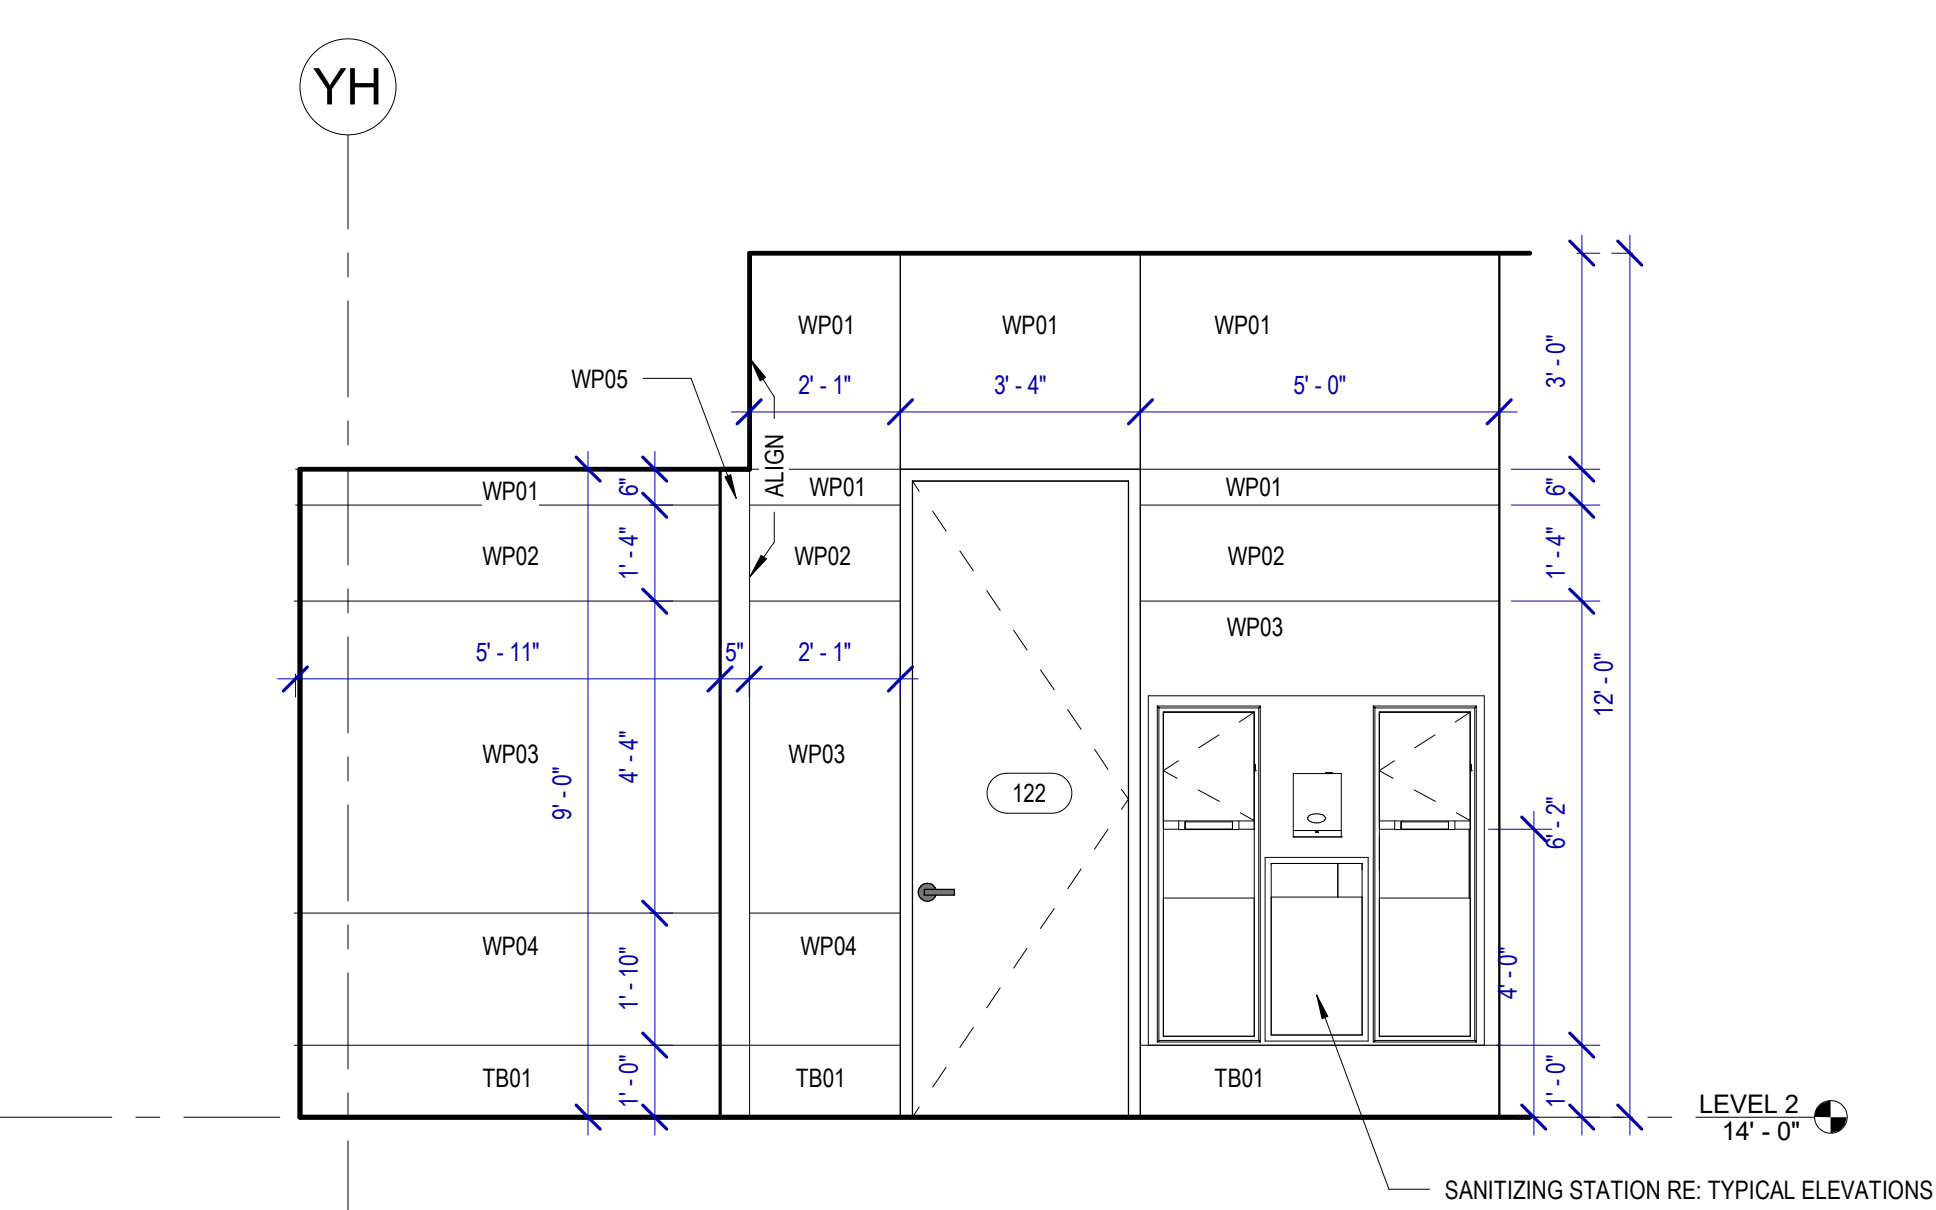 YH
WP01 WP01 WP01
WP05
2' - 1" 3' - 4" 5' - 0"
3' - 0"
ALIGN
WP01 6" WP01 WP01 6"
WP02 1' - 4" WP02 WP02 1' - 4"
WP03
5' - 11" 5" 2' - 1"
12' - 0"
WP03 4' - 4" WP03
9' - 0" 122 6' - 2"
WP04 1' - 10" WP04 4' - 0"
TB01 1' - 0" TB01 TB01 1' - 0"
LEVEL 2
14' - 0"
SANITIZING STATION RE: TYPICAL ELEVATIONS